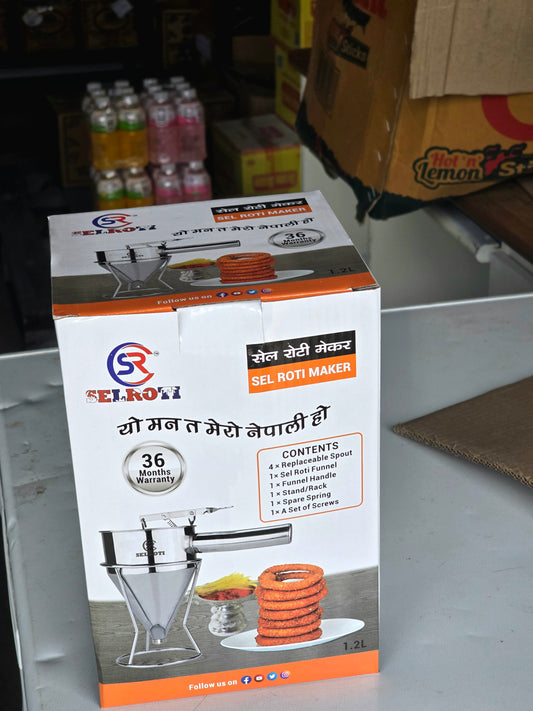 Hot 'n'
Lemon
SR
SELROTI
सेल रोटी मेकर
SEL ROTI MAKER
यो मन त मेरो नेपाली हो
36
Months
Warranty
1.2L
Follow us on
SR
™
SELROTI
सेल रोटी मेकर
SEL ROTI MAKER
यो मन त मेरो नेपाली हो
36
Months
Warranty
CONTENTS
4 × Replaceable Spout
1 × Sel Roti Funnel
1 × Funnel Handle
1 × Stand/Rack
1 × Spare Spring
1 × A Set of Screws
SELROTI
1.2L
Follow us on